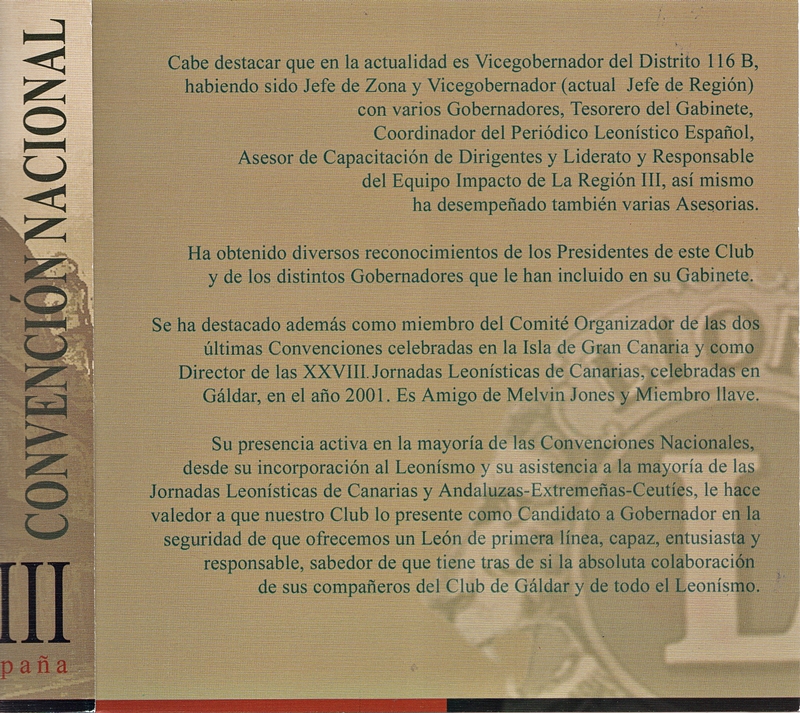 CONVENCIÓN NACIONAL
III
paña
Cabe destacar que en la actualidad es Vicegobernador del Distrito 116 B,
habiendo sido Jefe de Zona y Vicegobernador (actual Jefe de Región)
con varios Gobernadores, Tesorero del Gabinete,
Coordinador del Periódico Leonístico Español,
Asesor de Capacitación de Dirigentes y Liderato y Responsable
del Equipo Impacto de La Región III, así mismo
ha desempeñado también varias Asesorias.
Ha obtenido diversos reconocimientos de los Presidentes de este Club
y de los distintos Gobernadores que le han incluido en su Gabinete.
Se ha destacado además como miembro del Comité Organizador de las dos
últimas Convenciones celebradas en la Isla de Gran Canaria y como
Director de las XXVIII Jornadas Leonísticas de Canarias, celebradas en
Gáldar, en el año 2001. Es Amigo de Melvin Jones y Miembro llave.
Su presencia activa en la mayoría de las Convenciones Nacionales,
desde su incorporación al Leonísmo y su asistencia a la mayoría de las
Jornadas Leonísticas de Canarias y Andaluzas-Extremeñas-Ceutíes, le hace
valedor a que nuestro Club lo presente como Candidato a Gobernador en la
seguridad de que ofrecemos un León de primera línea, capaz, entusiasta y
responsable, sabedor de que tiene tras de si la absoluta colaboración
de sus compañeros del Club de Gáldar y de todo el Leonísmo.
LION
L